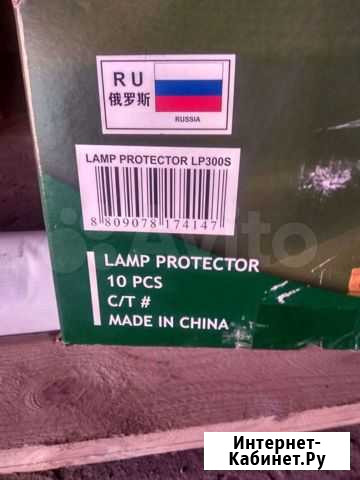 RU
俄罗斯
RUSSIA
LAMP PROTECTOR LP300S
8 809078 174147
Avito
LAMP PROTECTOR
10 PCS
C/T #
MADE IN CHINA
Интернет-
Кабинет.Ру